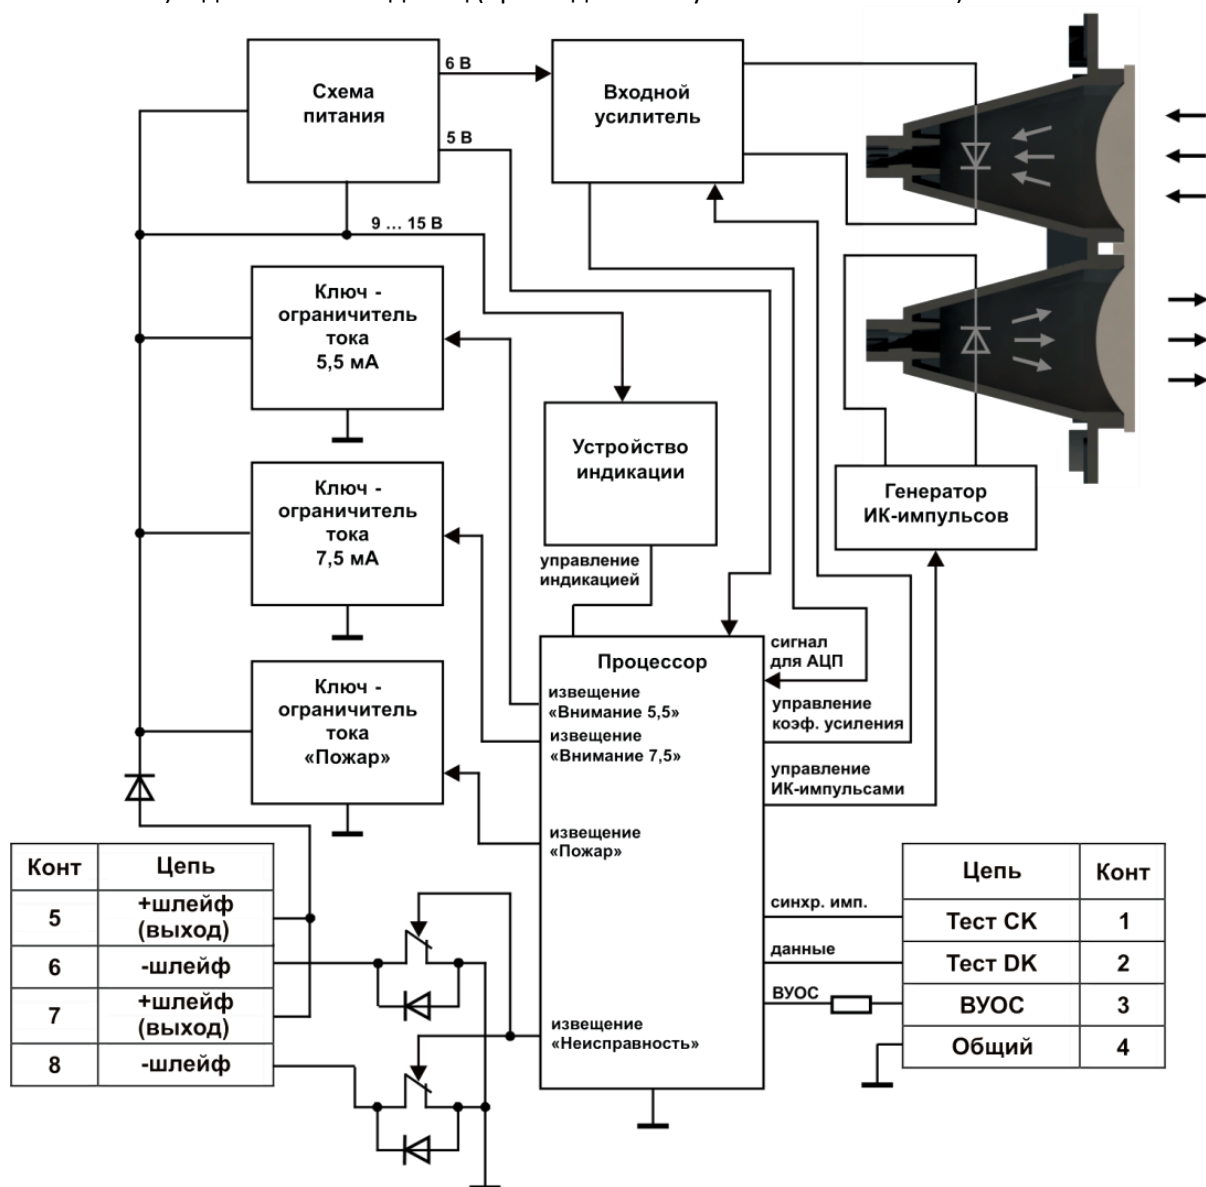 Схема
питания
6 В
5 В
9 ... 15 В
Входной
усилитель
Ключ -
ограничитель
тока
5,5 мА
Ключ -
ограничитель
тока
7,5 мА
Ключ -
ограничитель
тока
«Пожар»
Устройство
индикации
управление
индикацией
Генератор
ИК-импульсов
Процессор
извещение
«Внимание 5,5»
извещение
«Внимание 7,5»
извещение
«Пожар»
извещение
«Неисправность»
сигнал
для АЦП
управление
коэф. усиления
управление
ИК-импульсами
синхр. имп.
данные
ВУОС
Конт Цепь
5 +шлейф
(выход)
6 -шлейф
7 +шлейф
(выход)
8 -шлейф
Цепь Конт
Тест СК 1
Тест DK 2
ВУОС 3
Общий 4